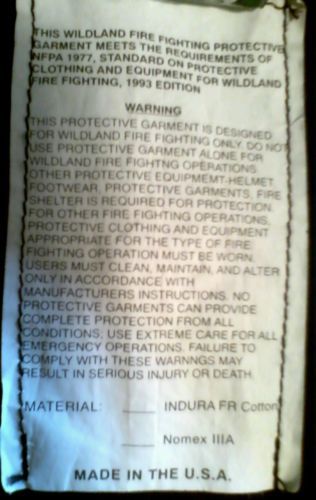 THIS WILDLAND FIRE FIGHTING PROTECTIVE
GARMENT MEETS THE REQUIREMENTS OF
NFPA 1977, STANDARD ON PROTECTIVE
CLOTHING AND EQUIPMENT FOR WILDLAND
FIRE FIGHTING, 1993 EDITION
WARNING
THIS PROTECTIVE GARMENT IS DESIGNED
FOR WILDLAND FIRE FIGHTING ONLY. DO NOT
USE PROTECTIVE GARMENT ALONE FOR
WILDLAND FIRE FIGHTNG OPERATIONS.
OTHER PROTECTIVE EQUIPMEMT-HELMET,
FOOTWEAR, PROTECTIVE GARMENTS, FIRE
SHELTER IS REQUIRED FOR PROTECTION.
FOR OTHER FIRE FIGHTING OPERATIONS,
PROTECTIVE CLOTHING AND EQUIPMENT
APPROPRIATE FOR THE TYPE OF FIRE
FIGHTING OPERATION MUST BE WORN.
USERS MUST CLEAN, MAINTAIN, AND ALTER
ONLY IN ACCORDANCE WITH
MANUFACTURERS INSTRUCTIONS. NO
PROTECTIVE GARMENTS CAN PROVIDE
COMPLETE PROTECTION FROM ALL
CONDITIONS, USE EXTREME CARE FOR ALL
EMERGENCY OPERATIONS. FAILURE TO
COMPLY WITH THESE WARNNGS MAY
RESULT IN SERIOUS INJURY OR DEATH.
MATERIAL: ____ INDURA FR Cotton
____ Nomex IIIA
MADE IN THE U.S.A.